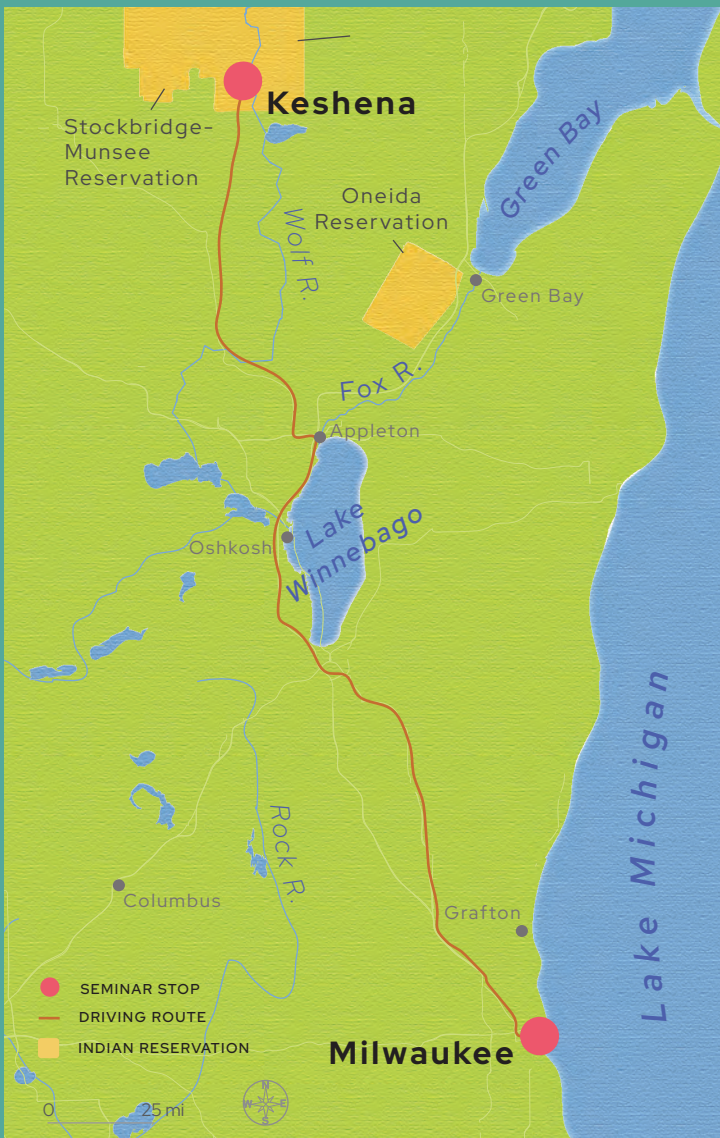 Keshena
Stockbridge-
Munsee
Reservation
Green Bay
Oneida
Reservation
Wolf R.
Green Bay
Fox R.
Appleton
Lake
Winnebago
Oshkosh
Lake Michigan
Rock R.
Columbus
Grafton
SEMINAR STOP
DRIVING ROUTE
INDIAN RESERVATION
Milwaukee
0 25 mi
N
W E
S